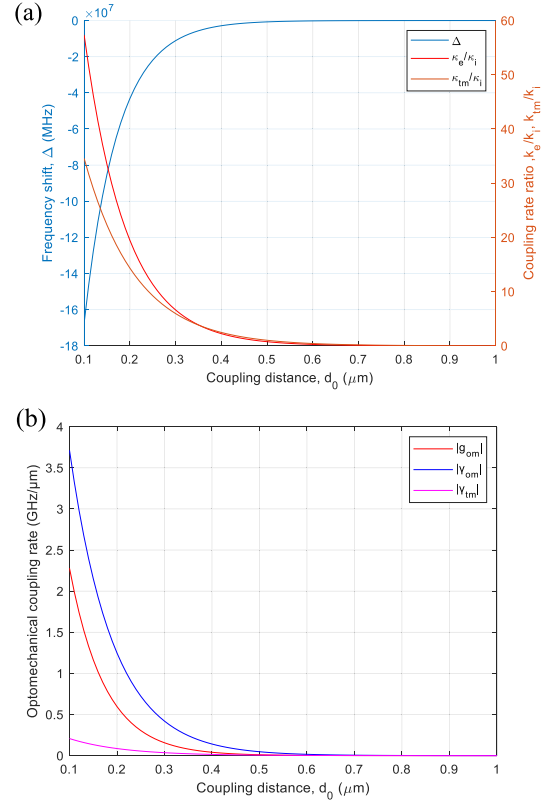 (a)
×10⁷
0
-2
-4
-6
-8
-10
-12
-14
-16
-18
Frequency shift, Δ (MHz)
Δ
κe/κi
κtm/κi
60
50
40
30
20
10
0
Coupling rate ratio ,ke/ki, ktm/ki
0.1 0.2 0.3 0.4 0.5 0.6 0.7 0.8 0.9 1
Coupling distance, d0 (μm)
(b)
4
3.5
3
2.5
2
1.5
1
0.5
0
Optomechanical coupling rate (GHz/μm)
|gom|
|γom|
|γtm|
0.1 0.2 0.3 0.4 0.5 0.6 0.7 0.8 0.9 1
Coupling distance, d0 (μm)